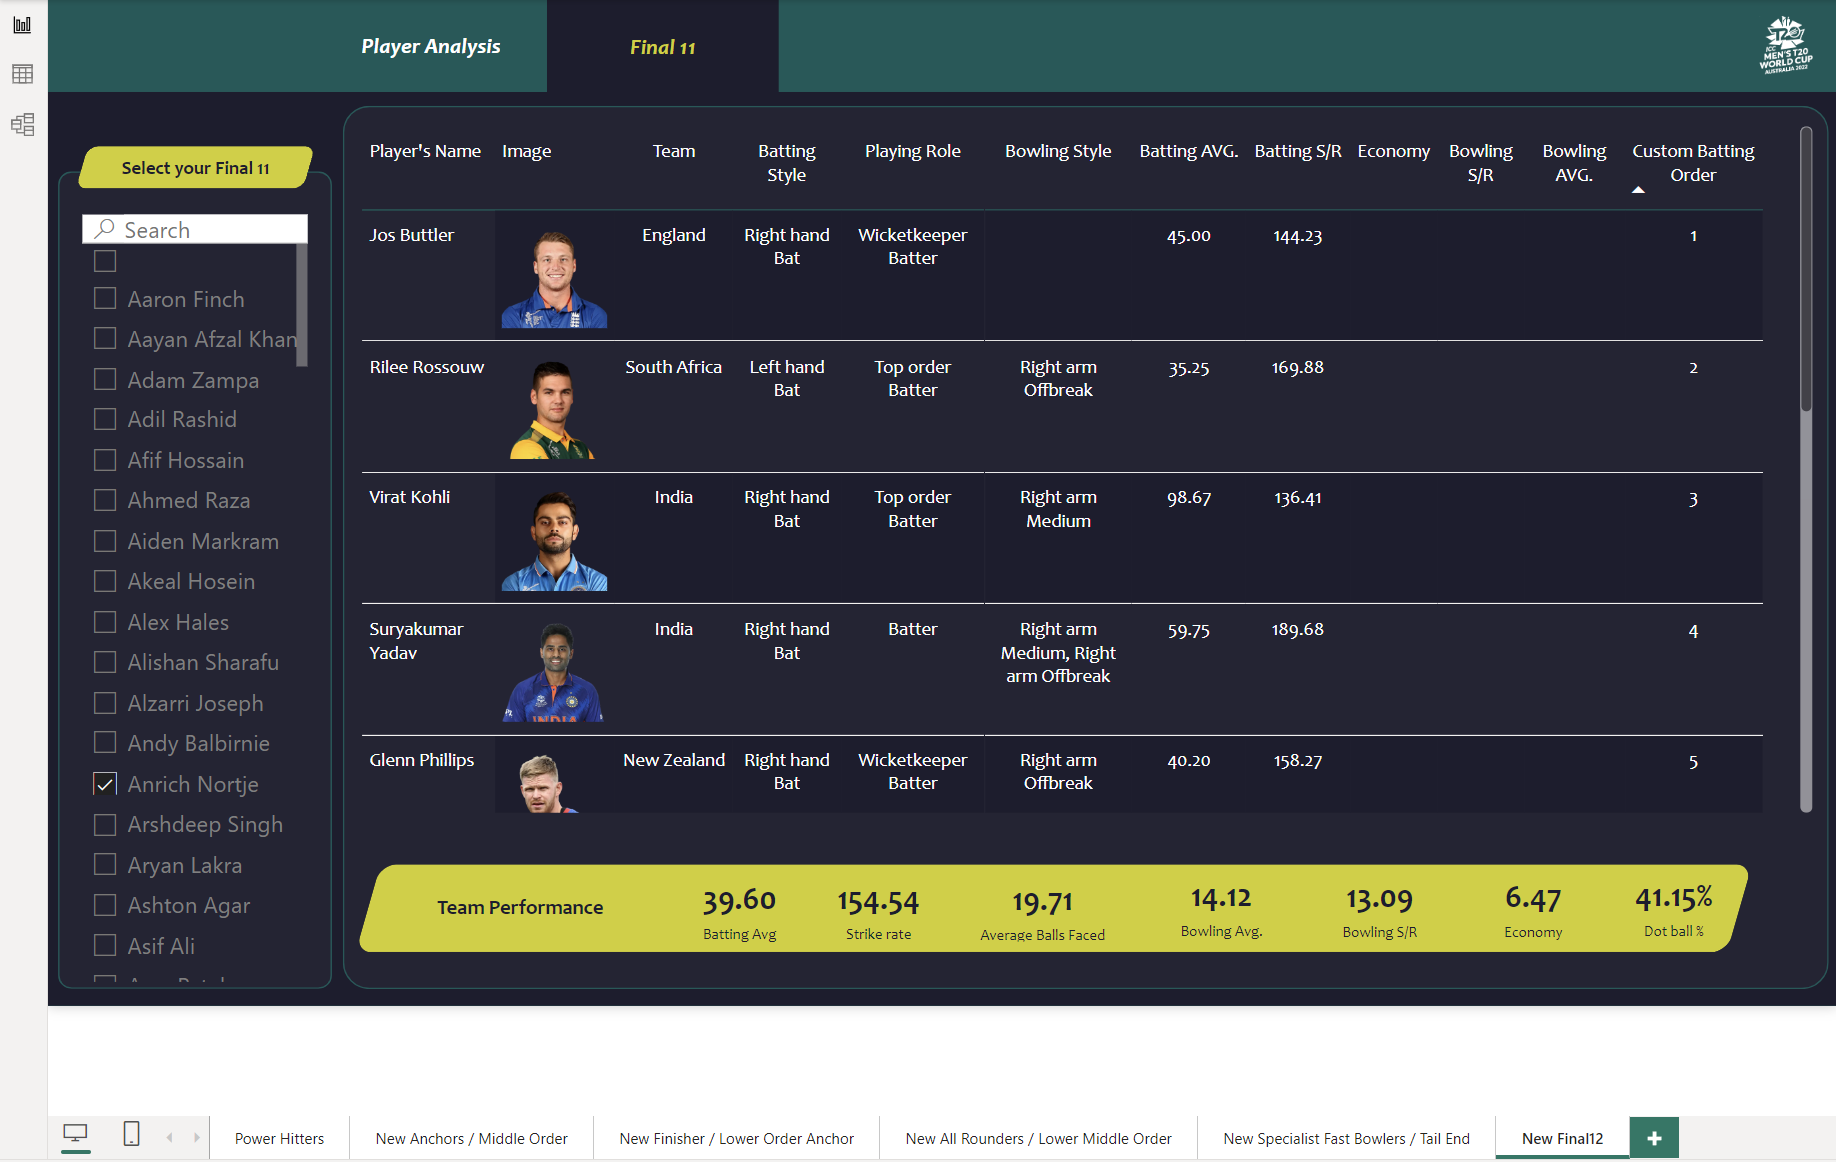 Player Analysis
Final 11
ICC
MEN'S T20
WORLD CUP
AUSTRALIA 2022
Select your Final 11
Search
Aaron Finch
Aayan Afzal Khan
Adam Zampa
Adil Rashid
Afif Hossain
Ahmed Raza
Aiden Markram
Akeal Hosein
Alex Hales
Alishan Sharafu
Alzarri Joseph
Andy Balbirnie
Anrich Nortje
Arshdeep Singh
Aryan Lakra
Ashton Agar
Asif Ali
Player's Name Image Team Batting Style Playing Role Bowling Style Batting AVG. Batting S/R Economy Bowling S/R Bowling AVG. Custom Batting Order
Jos Buttler England Right hand Wicketkeeper 45.00 144.23 1
Bat Batter
Rilee Rossouw South Africa Left hand Top order Right arm 35.25 169.88 2
Bat Batter Offbreak
Virat Kohli India Right hand Top order Right arm 98.67 136.41 3
Bat Batter Medium
Suryakumar India Right hand Batter Right arm 59.75 189.68 4
Yadav Bat Medium, Right
arm Offbreak
INDIA
Glenn Phillips New Zealand Right hand Wicketkeeper Right arm 40.20 158.27 5
Bat Batter Offbreak
Team Performance
39.60 154.54 19.71 14.12 13.09 6.47 41.15%
Batting Avg Strike rate Average Balls Faced Bowling Avg. Bowling S/R Economy Dot ball %
Power Hitters New Anchors / Middle Order New Finisher / Lower Order Anchor New All Rounders / Lower Middle Order New Specialist Fast Bowlers / Tail End New Final12